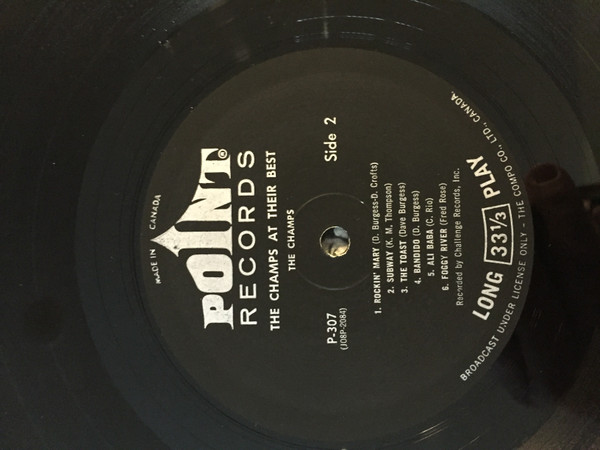 MADE IN CANADA
POINT®
RECORDS
THE CHAMPS AT THEIR BEST
THE CHAMPS
P-307
(J08P-2084)
Side 2
1. ROCKIN' MARY (D. Burgess-D. Crofts)
2. SUBWAY (K. M. Thompson)
3. THE TOAST (Dave Burgess)
4. BANDIDO (D. Burgess)
5. ALI BABA (C. Rio)
6. FOGGY RIVER (Fred Rose)
Recorded by Challenge Records, Inc.
LONG 33⅓ PLAY
BROADCAST UNDER LICENSE ONLY - THE COMPO CO., LTD., CANADA.